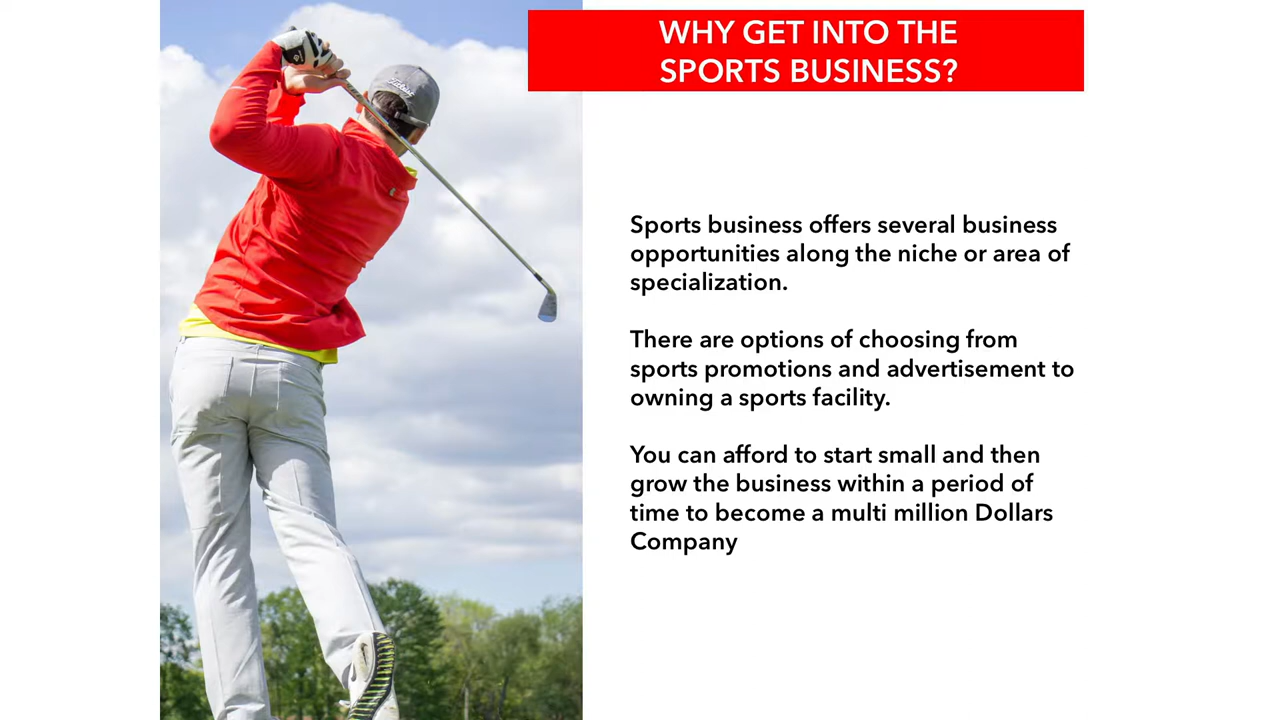 WHY GET INTO THE
SPORTS BUSINESS?
Titleist
Sports business offers several business
opportunities along the niche or area of
specialization.
There are options of choosing from
sports promotions and advertisement to
owning a sports facility.
You can afford to start small and then
grow the business within a period of
time to become a multi million Dollars
Company